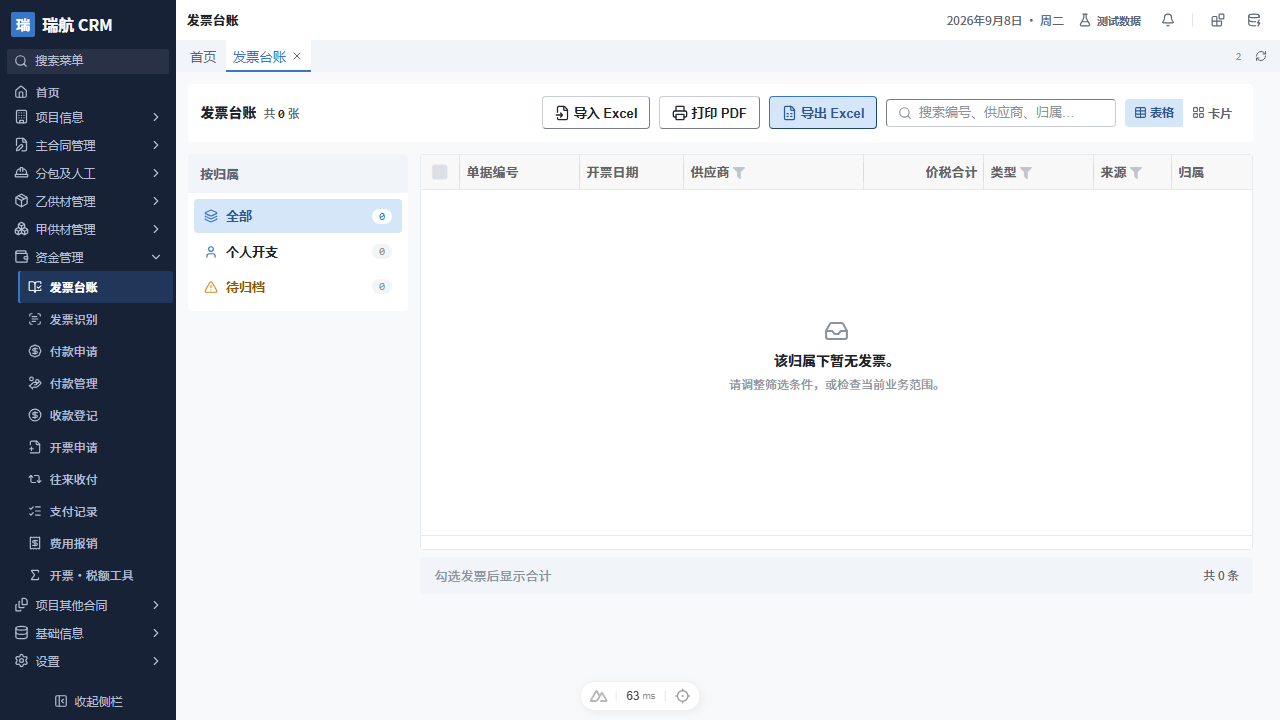 瑞 瑞航 CRM
搜索菜单
首页
项目信息
主合同管理
分包及人工
乙供材管理
甲供材管理
资金管理
发票台账
发票识别
付款申请
付款管理
收款登记
开票申请
往来收付
支付记录
费用报销
开票·税额工具
项目其他合同
基础信息
设置
收起侧栏
发票台账
2026年9月8日 · 周二 测试数据
首页 发票台账
2
发票台账 共 0 张
导入 Excel 打印 PDF 导出 Excel 搜索编号、供应商、归属... 表格 卡片
按归属
全部 0
个人开支 0
待归档 0
单据编号 开票日期 供应商 价税合计 类型 来源 归属
该归属下暂无发票。
请调整筛选条件，或检查当前业务范围。
勾选发票后显示合计 共 0 条
63 ms